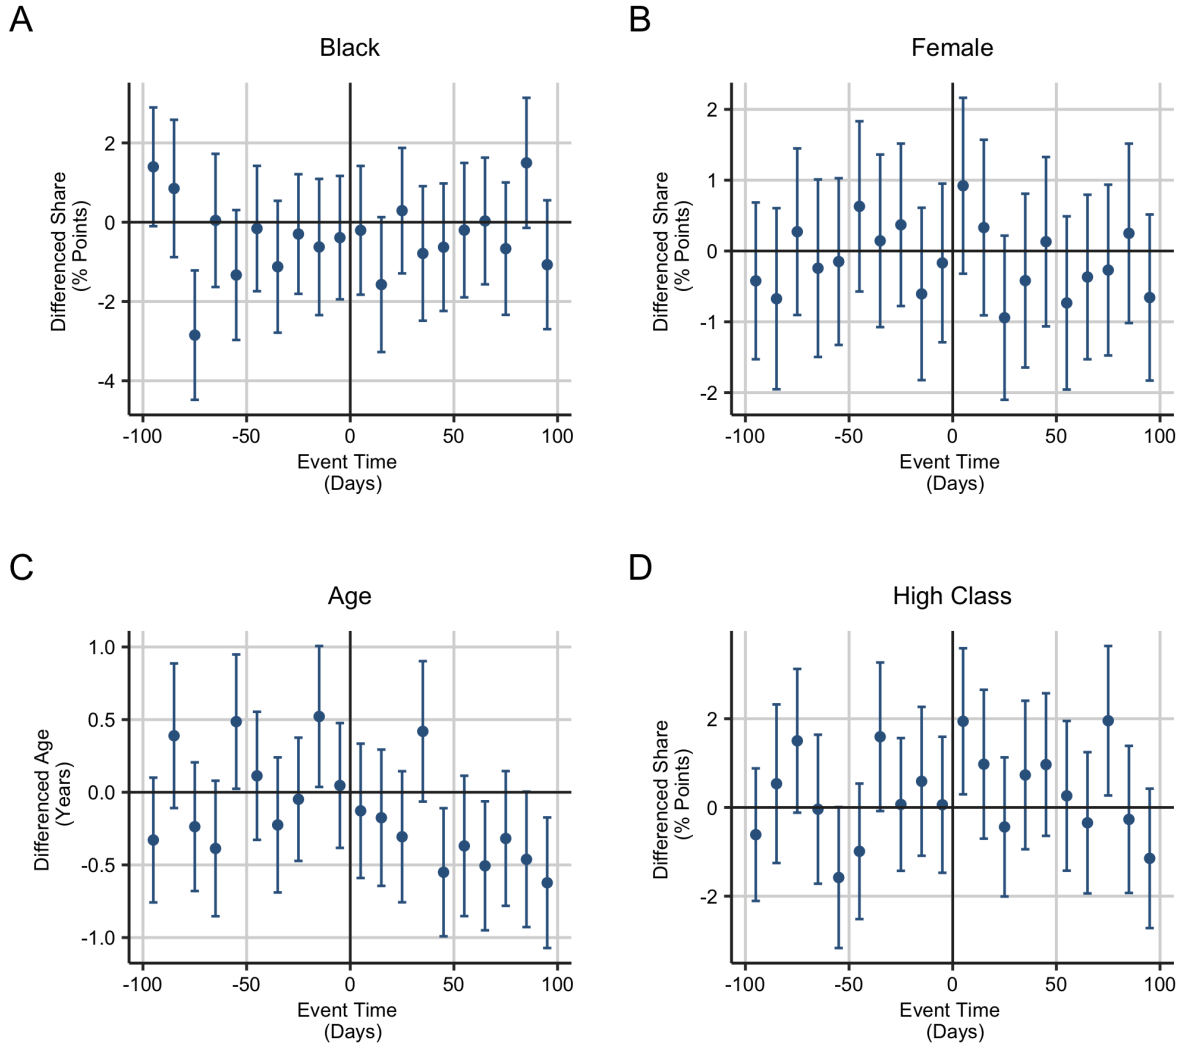 A
Black
Differenced Share
(% Points)
2
0
-2
-4
-100
-50
0
50
100
Event Time
(Days)
B
Female
Differenced Share
(% Points)
2
1
0
-1
-2
-100
-50
0
50
100
Event Time
(Days)
C
Age
Differenced Age
(Years)
1.0
0.5
0.0
-0.5
-1.0
-100
-50
0
50
100
Event Time
(Days)
D
High Class
Differenced Share
(% Points)
2
0
-2
-100
-50
0
50
100
Event Time
(Days)